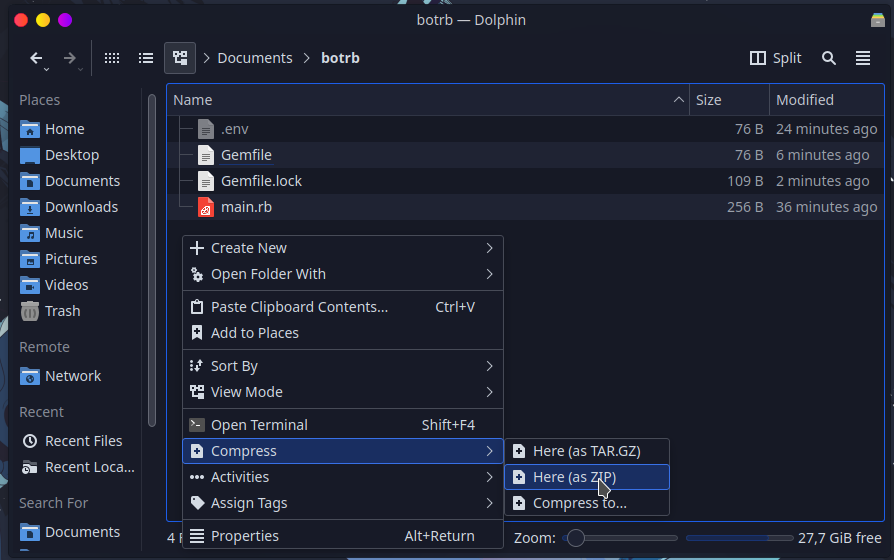 botrb — Dolphin
Documents
botrb
Split
Places
Home
Desktop
Documents
Downloads
Music
Pictures
Videos
Trash
Remote
Network
Recent
Recent Files
Recent Loca...
Search For
Documents
Name Size Modified
.env 76 B 24 minutes ago
Gemfile 76 B 6 minutes ago
Gemfile.lock 109 B 2 minutes ago
main.rb 256 B 36 minutes ago
Create New
Open Folder With
Paste Clipboard Contents... Ctrl+V
Add to Places
Sort By
View Mode
Open Terminal Shift+F4
Compress
Activities
Assign Tags
Properties Alt+Return
Here (as TAR.GZ)
Here (as ZIP)
Compress to...
4 F
Zoom:
27,7 GiB free